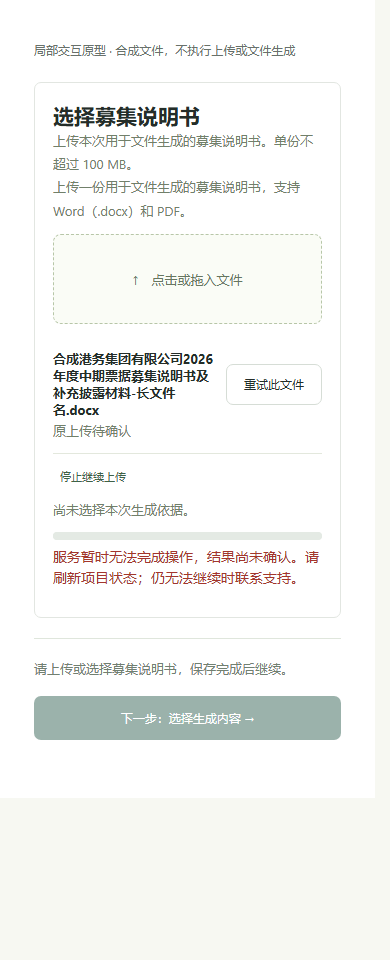 局部交互原型 · 合成文件，不执行上传或文件生成
选择募集说明书
上传本次用于文件生成的募集说明书。单份不
超过 100 MB。
上传一份用于文件生成的募集说明书，支持
Word（.docx）和 PDF。
↑ 点击或拖入文件
合成港务集团有限公司2026
年度中期票据募集说明书及
补充披露材料-长文件
名.docx
重试此文件
原上传待确认
停止继续上传
尚未选择本次生成依据。
服务暂时无法完成操作，结果尚未确认。请
刷新项目状态；仍无法继续时联系支持。
请上传或选择募集说明书，保存完成后继续。
下一步：选择生成内容 →